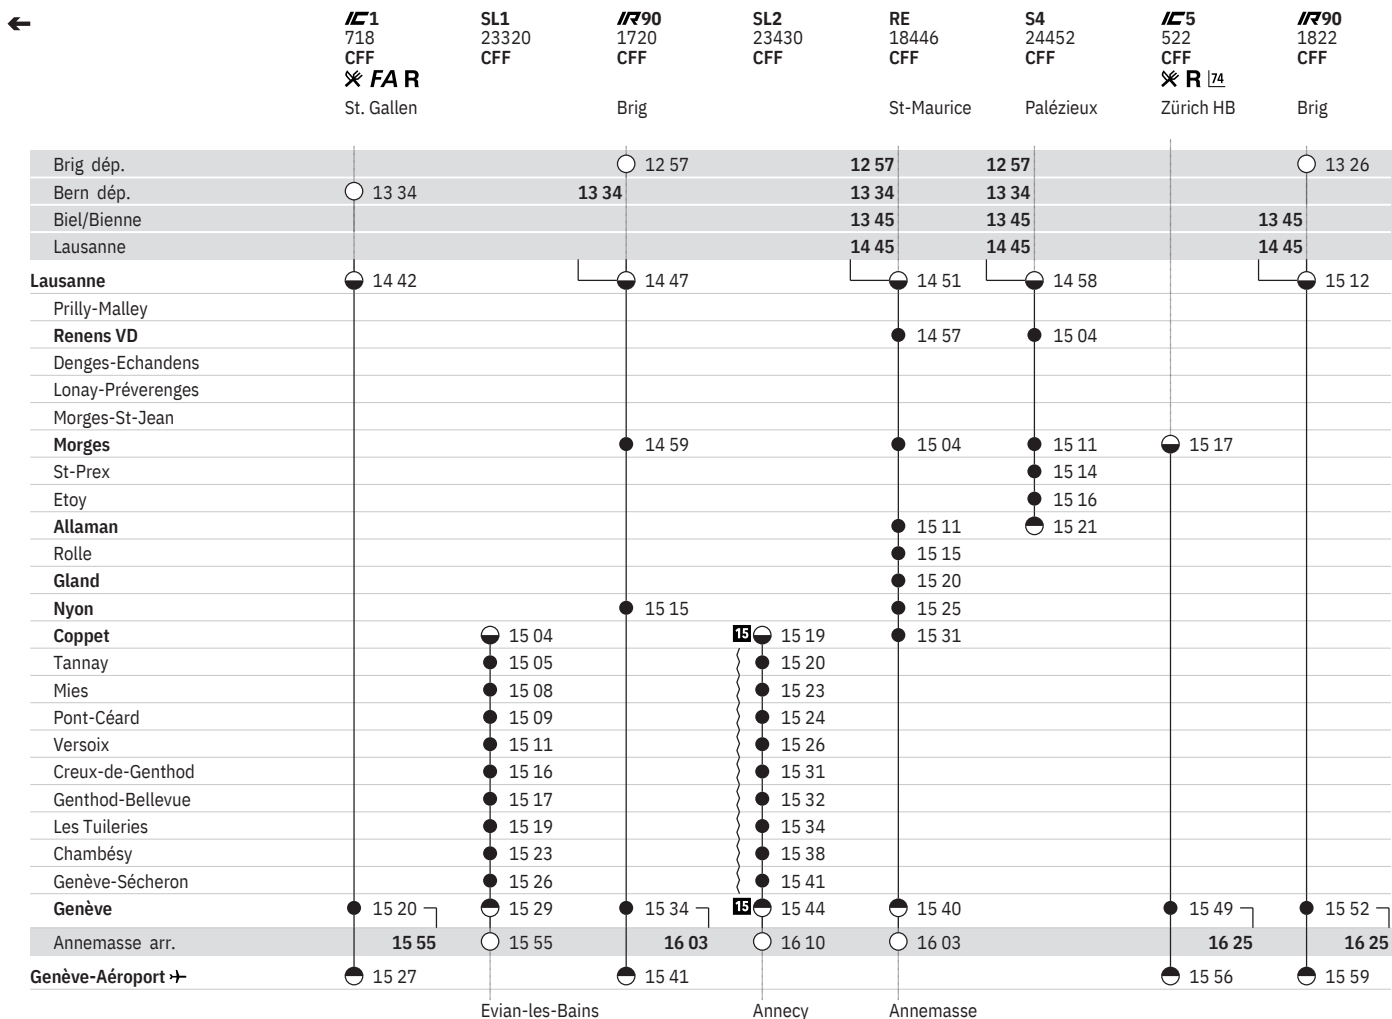 ← IC1 SL1 IR90 SL2 RE S4 IC5 IR90
718 23320 1720 23430 18446 24452 522 1822
CFF CFF CFF CFF CFF CFF CFF CFF
FA R R 74
St. Gallen Brig St-Maurice Palézieux Zürich HB Brig
Brig dép. 12 57 12 57 12 57 13 26
Bern dép. 13 34 13 34 13 34 13 34
Biel/Bienne 13 45 13 45 13 45
Lausanne 14 45 14 45 14 45
Lausanne 14 42 14 47 14 51 14 58 15 12
Prilly-Malley
Renens VD 14 57 15 04
Denges-Echandens
Lonay-Préverenges
Morges-St-Jean
Morges 14 59 15 04 15 11 15 17
St-Prex 15 14
Etoy 15 16
Allaman 15 11 15 21
Rolle 15 15
Gland 15 20
Nyon 15 15 15 25
Coppet 15 04 15 15 19 15 31
Tannay 15 05 15 20
Mies 15 08 15 23
Pont-Céard 15 09 15 24
Versoix 15 11 15 26
Creux-de-Genthod 15 16 15 31
Genthod-Bellevue 15 17 15 32
Les Tuileries 15 19 15 34
Chambésy 15 23 15 38
Genève-Sécheron 15 26 15 41
Genève 15 20 15 29 15 34 15 15 44 15 40 15 49 15 52
Annemasse arr. 15 55 15 55 16 03 16 10 16 03 16 25 16 25
Genève-Aéroport 15 27 15 41 15 56 15 59
Evian-les-Bains Annecy Annemasse